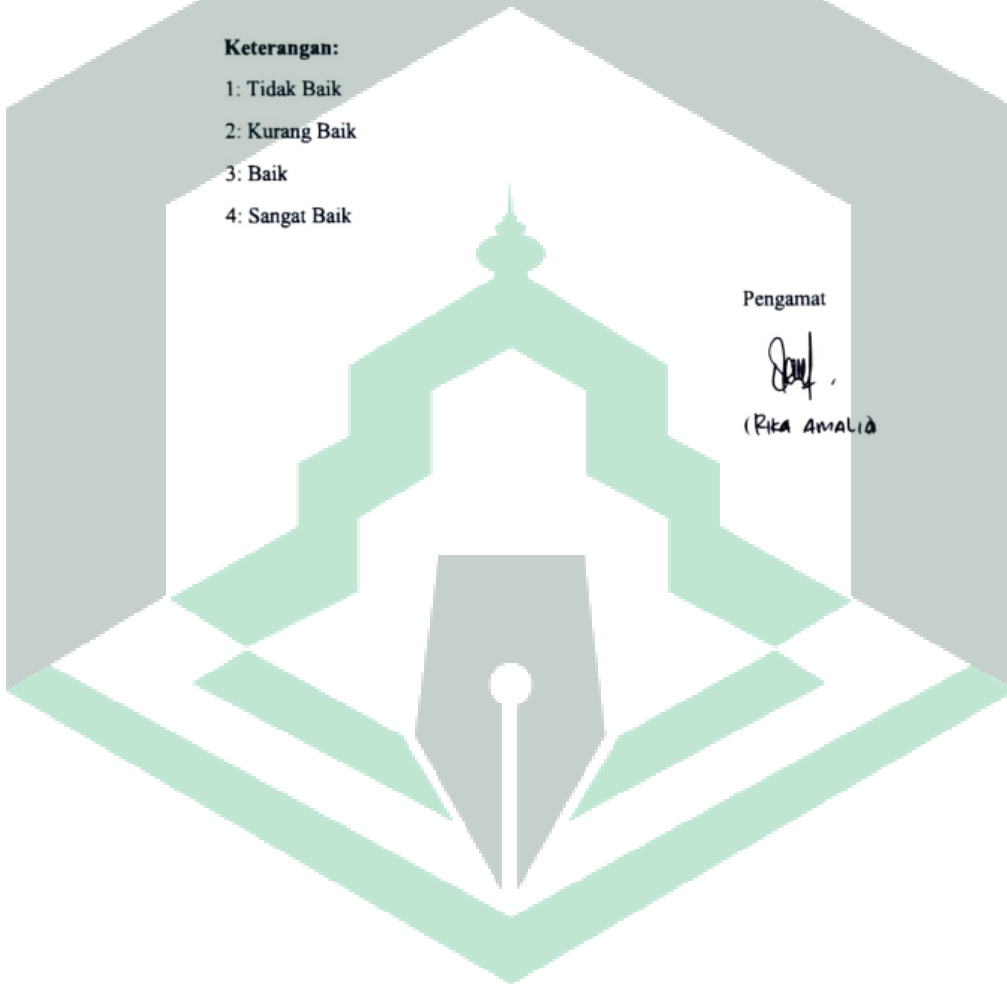 Keterangan:
1: Tidak Baik
2: Kurang Baik
3: Baik
4: Sangat Baik
Pengamat
(RIKA AMALIA)